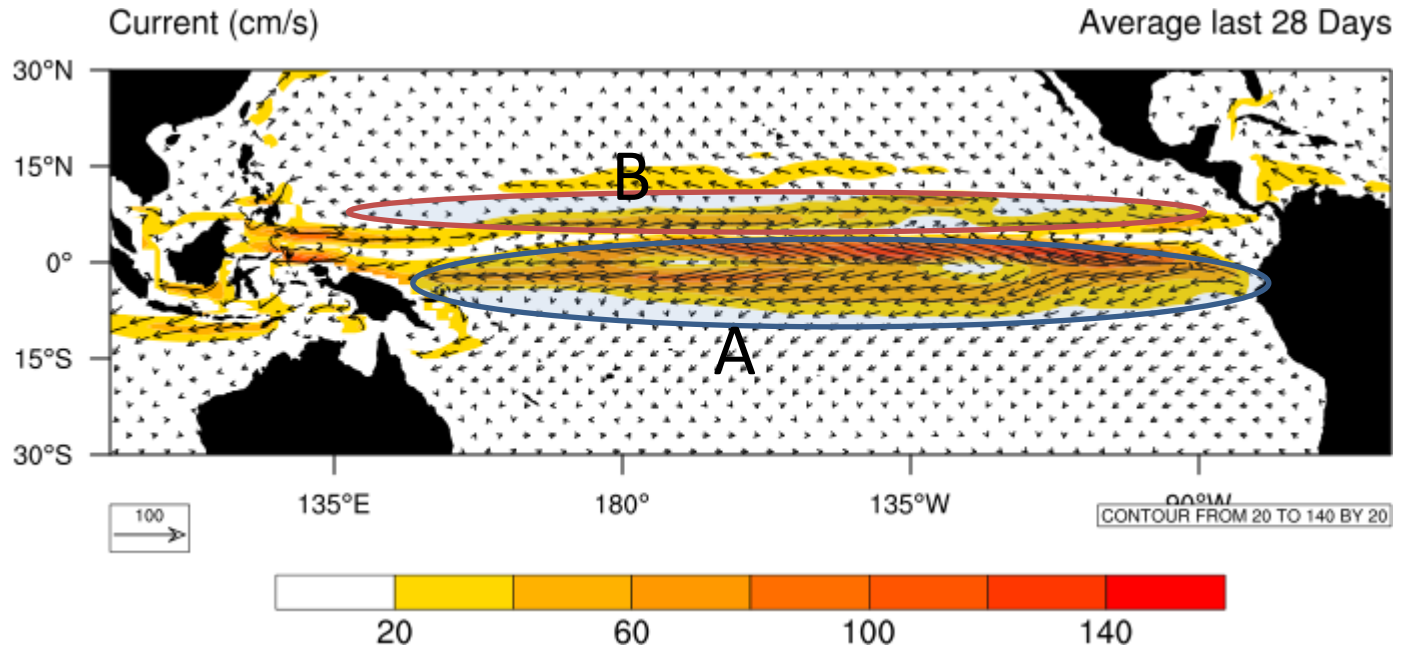 Current (cm/s)
Average last 28 Days
30°N
15°N
0°
15°S
30°S
B
A
135°E
180°
135°W
90°W
100
CONTOUR FROM 20 TO 140 BY 20
20
60
100
140